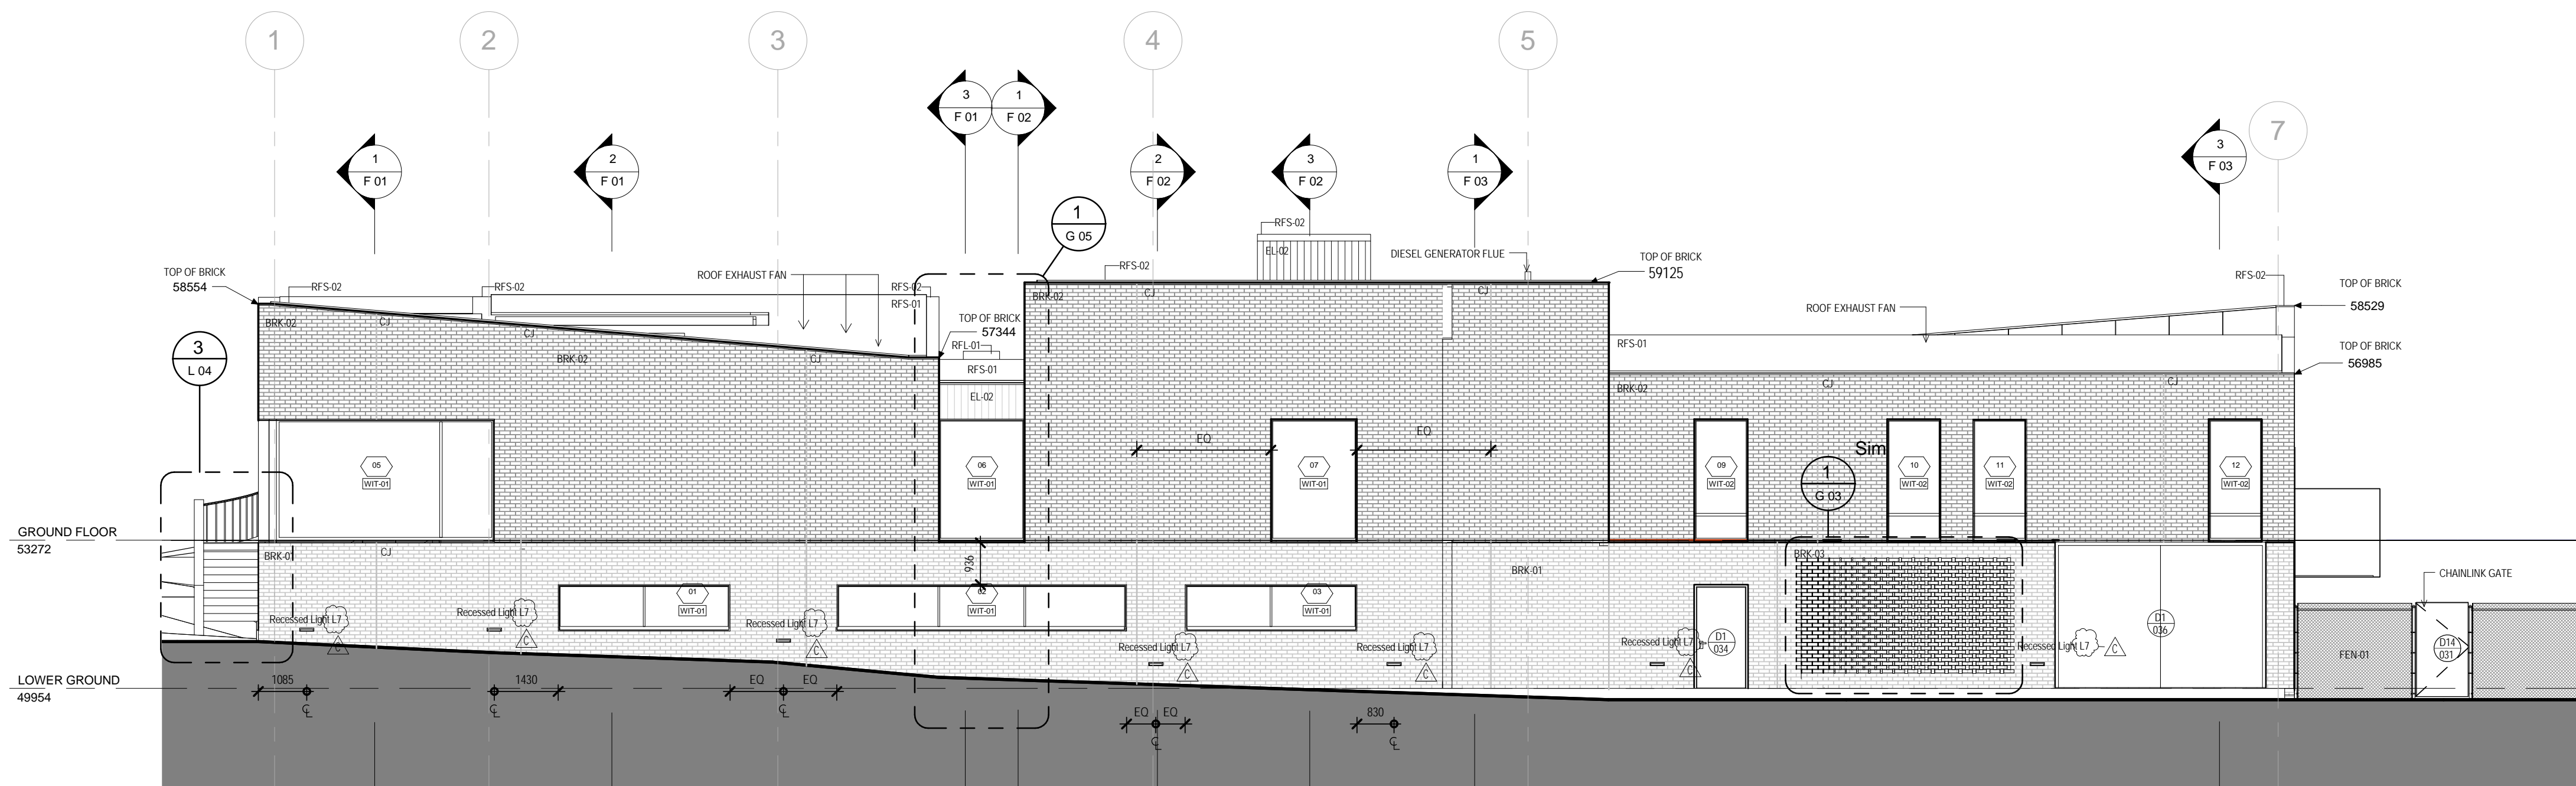 1
2
3
4
5
7
3
F 01
1
F 02
1
F 01
2
F 01
2
F 02
3
F 02
1
F 03
3
F 03
1
G 05
RFS-02
EL-02
DIESEL GENERATOR FLUE
TOP OF BRICK
59125
TOP OF BRICK
58554
RFS-02
RFS-02
ROOF EXHAUST FAN
RFS-02
RFS-01
RFS-02
RFS-02
TOP OF BRICK
58529
BRK-02
CJ
CJ
BRK-02
CJ
BRK-02
CJ
CJ
TOP OF BRICK
57344
RFL-01
RFS-01
EL-02
ROOF EXHAUST FAN
RFS-01
TOP OF BRICK
56985
BRK-02
CJ
CJ
3
L 04
EQ
EQ
Sim
1
G 03
05
WIT-01
06
WIT-01
07
WIT-01
09
WIT-02
10
WIT-02
11
WIT-02
12
WIT-02
GROUND FLOOR
53272
BRK-01
CJ
936
BRK-01
BRK-03
CHAINLINK GATE
01
WIT-01
02
WIT-01
03
WIT-01
Recessed Light L7
C
Recessed Light L7
C
Recessed Light L7
C
Recessed Light L7
C
Recessed Light L7
C
Recessed Light L7
C
Recessed Light L7
C
D1
034
D1
036
FEN-01
D14
031
LOWER GROUND
49954
1085
1430
EQ
EQ
EQ
EQ
830
CL
CL
CL
CL
CL